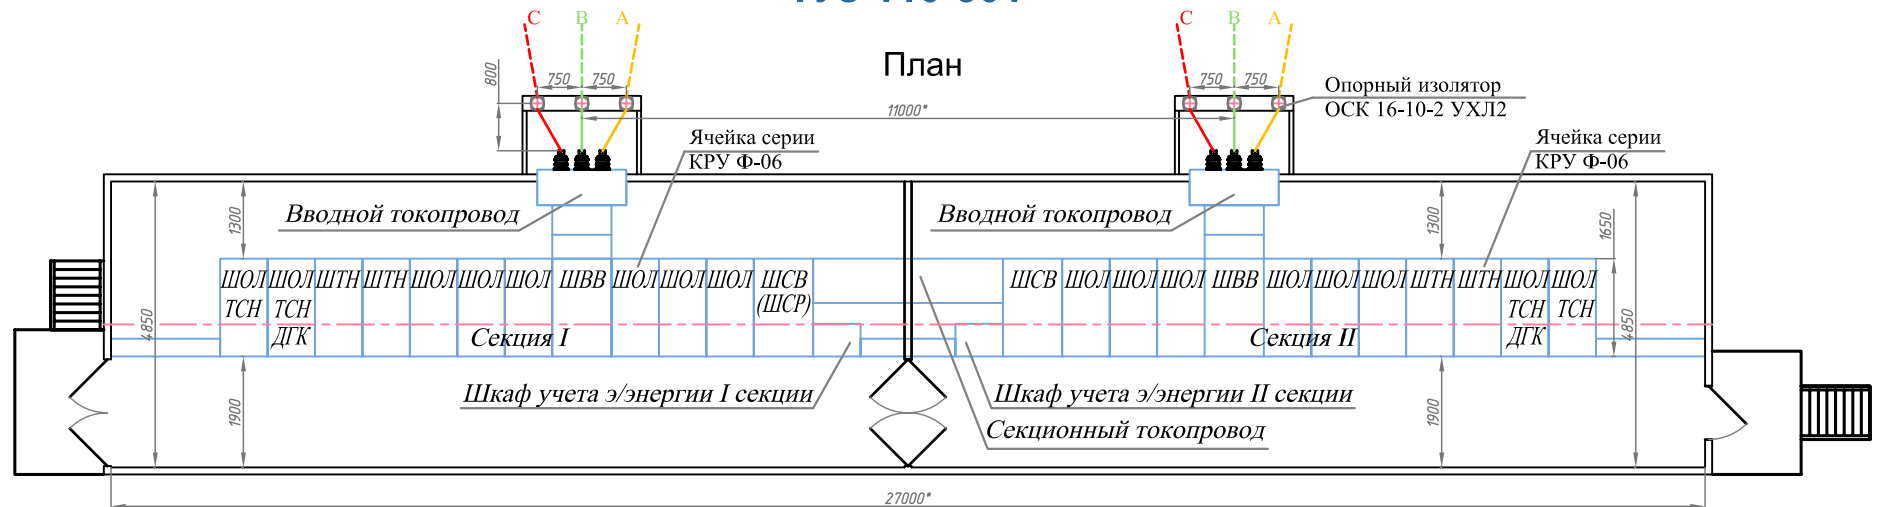 С В А
С В А
План
800
750 750
750 750
Опорный изолятор
ОСК 16-10-2 УХЛ2
11000*
Ячейка серии
КРУ Ф-06
Ячейка серии
КРУ Ф-06
Вводной токопровод
Вводной токопровод
1300
1300
1650
4850
4850
ШОЛ ТСН
ШОЛ ТСН ДГК
ШТН
ШТН
ШОЛ
ШОЛ
ШОЛ
ШВВ
ШОЛ
ШОЛ
ШОЛ
ШСВ (ШСР)
ШСВ
ШОЛ
ШОЛ
ШОЛ
ШВВ
ШОЛ
ШОЛ
ШОЛ
ШТН
ШТН
ШОЛ ТСН ДГК
ШОЛ ТСН
Секция I
Секция II
1900
1900
Шкаф учета э/энергии I секции
Шкаф учета э/энергии II секции
Секционный токопровод
27000*